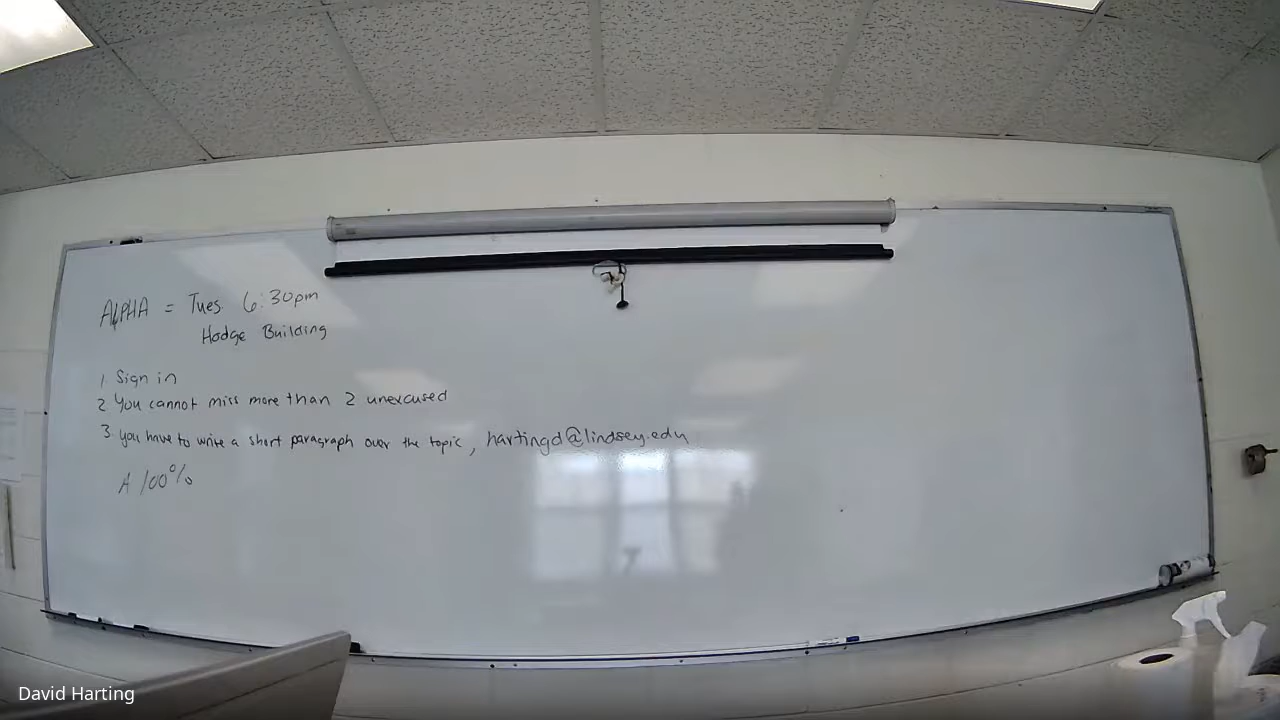 ALPHA = Tues 6:30pm
Hodge Building
1. Sign in
2 You cannot miss more than 2 unexcused
3. you have to write a short paragraph over the topic, hartingd@lindsey.edu
A 100%
David Harting